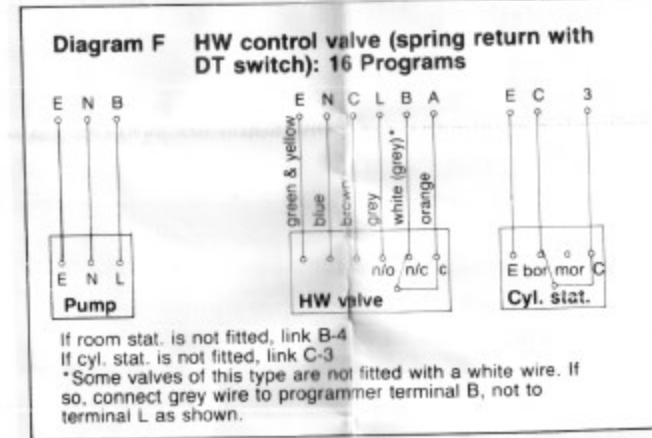 Diagram F HW control valve (spring return with
DT switch): 16 Programs
E N B E N C L B A E C 3
green & yellow
blue
brown
grey
white (grey)*
orange
E N L n/o n/c c E bor mor C
Pump HW valve Cyl. stat.
If room stat. is not fitted, link B-4
If cyl. stat. is not fitted, link C-3
*Some valves of this type are not fitted with a white wire. If
so, connect grey wire to programmer terminal B, not to
terminal L as shown.